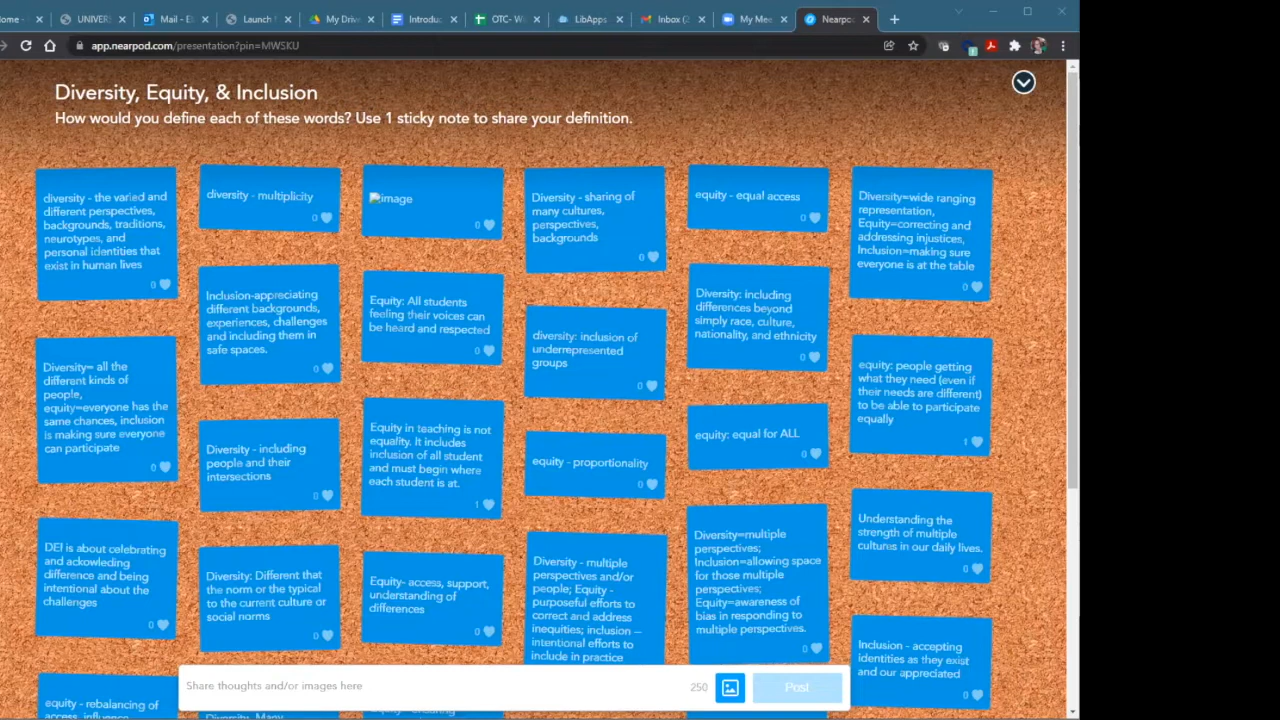 ome -
UNIVER
Mail - E
Launch
My Driv
Introduc
OTC- W
LibApps
Inbox (2
My Mee
Nearpo
app.nearpod.com/presentation?pin=MWSKU
Diversity, Equity, & Inclusion
How would you define each of these words? Use 1 sticky note to share your definition.
diversity - the varied and
different perspectives,
backgrounds, traditions,
neurotypes, and
personal identities that
exist in human lives
0
Diversity= all the
different kinds of
people,
equity=everyone has the
same chances, inclusion
is making sure everyone
can participate
0
DEI is about celebrating
and ackowleding
difference and being
intentional about the
challenges
0
equity - rebalancing of
access, influence
diversity - multiplicity
0
Inclusion-appreciating
different backgrounds,
experiences, challenges
and including them in
safe spaces.
0
Diversity - including
people and their
intersections
0
Diversity: Different that
the norm or the typical
to the current culture or
social norms
0
Diversity- Many
image
0
Equity: All students
feeling their voices can
be heard and respected
0
Equity in teaching is not
equality. It includes
inclusion of all student
and must begin where
each student is at.
1
Equity- access, support,
understanding of
differences
0
Diversity - sharing of
many cultures,
perspectives,
backgrounds
0
diversity: inclusion of
underrepresented
groups
0
equity - proportionality
0
Diversity - multiple
perspectives and/or
people; Equity -
purposeful efforts to
correct and address
inequities; inclusion —
intentional efforts to
include in practice
equity - equal access
0
Diversity: including
differences beyond
simply race, culture,
nationality, and ethnicity
0
equity: equal for ALL
0
Diversity=multiple
perspectives;
Inclusion=allowing space
for those multiple
perspectives;
Equity=awareness of
bias in responding to
multiple perspectives.
0
Diversity=wide ranging
representation,
Equity=correcting and
addressing injustices,
Inclusion=making sure
everyone is at the table
0
equity: people getting
what they need (even if
their needs are different)
to be able to participate
equally
1
Understanding the
strength of multiple
cultures in our daily lives.
0
Inclusion - accepting
identities as they exist
and our appreciated
0
Share thoughts and/or images here
250
Post